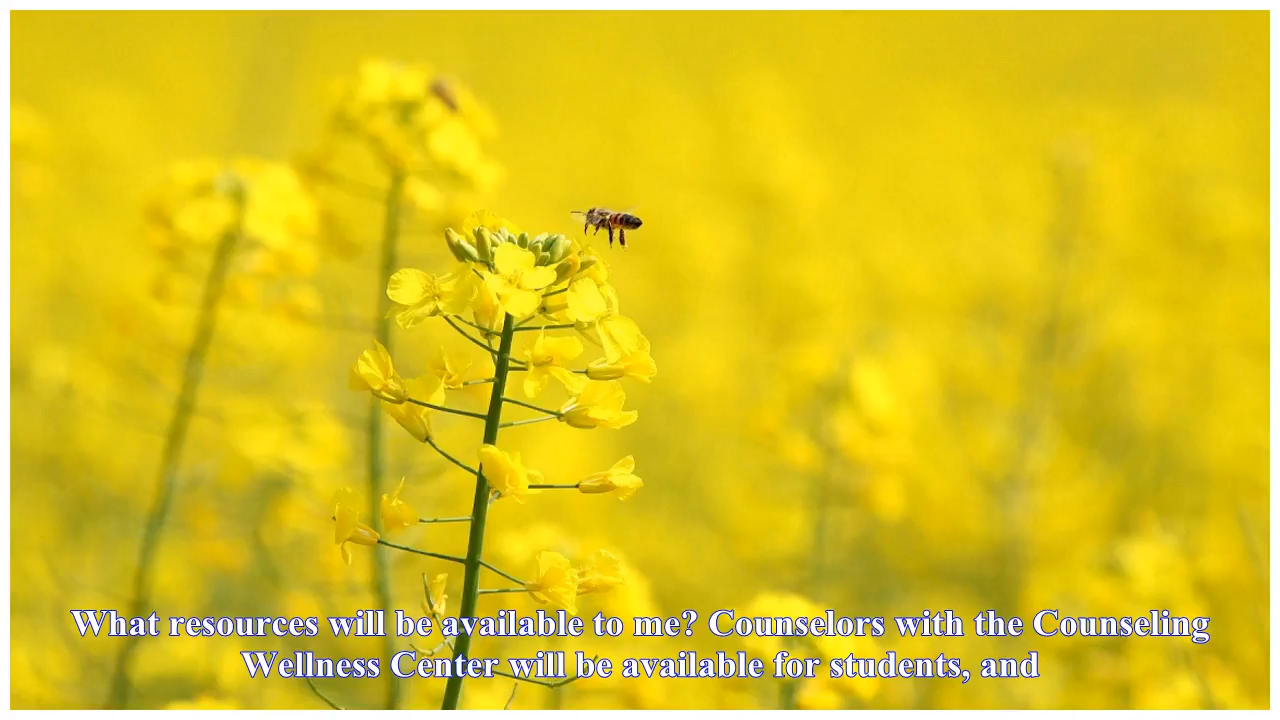 What resources will be available to me? Counselors with the Counseling
Wellness Center will be available for students, and